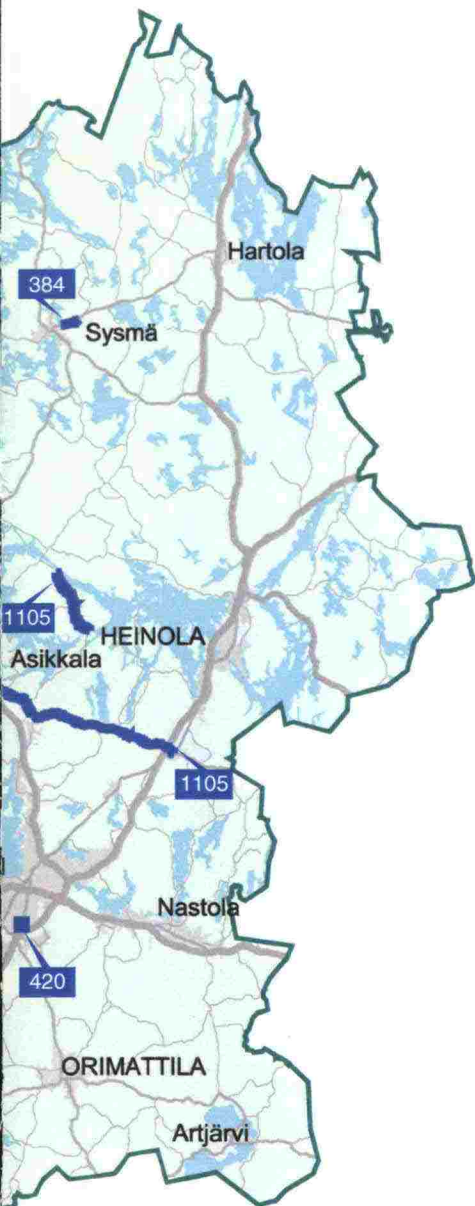 Hartola
384
Sysmä
1105
HEINOLA
Asikkala
1105
Nastola
420
ORIMATTILA
Artjärvi